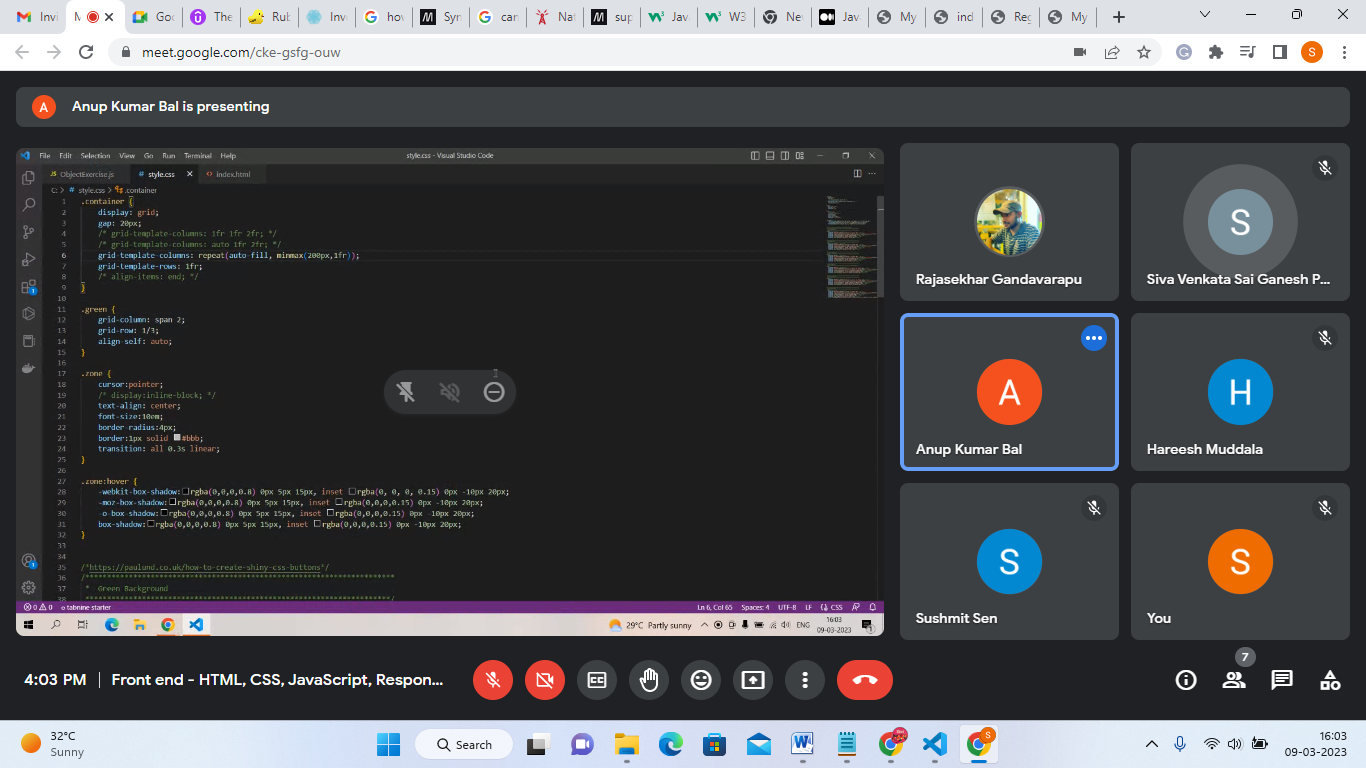 Invi
M
Goo
The
Rub
Inv
hov
Syn
car
Nat
sup
Jav
W3
Ne
Jav
My
ind
Reg
My
meet.google.com/cke-gsfg-ouw
S
A
Anup Kumar Bal is presenting
File Edit Selection View Go Run Terminal Help
style.css - Visual Studio Code
JS ObjectExercise.js
# style.css
<> index.html
C: > # style.css > .container
1 .container {
2 display: grid;
3 gap: 20px;
4 /* grid-template-columns: 1fr 1fr 2fr; */
5 /* grid-template-columns: auto 1fr 2fr; */
6 grid-template-columns: repeat(auto-fill, minmax(200px,1fr));
7 grid-template-rows: 1fr;
8 /* align-items: end; */
9 }
10
11 .green {
12 grid-column: span 2;
13 grid-row: 1/3;
14 align-self: auto;
15 }
16
17 .zone {
18 cursor:pointer;
19 /* display:inline-block; */
20 text-align: center;
21 font-size:10em;
22 border-radius:4px;
23 border:1px solid #bbb;
24 transition: all 0.3s linear;
25 }
26
27 .zone:hover {
28 -webkit-box-shadow:rgba(0,0,0,0.8) 0px 5px 15px, inset rgba(0, 0, 0, 0.15) 0px -10px 20px;
29 -moz-box-shadow:rgba(0,0,0,0.8) 0px 5px 15px, inset rgba(0,0,0,0.15) 0px -10px 20px;
30 -o-box-shadow:rgba(0,0,0,0.8) 0px 5px 15px, inset rgba(0,0,0,0.15) 0px -10px 20px;
31 box-shadow:rgba(0,0,0,0.8) 0px 5px 15px, inset rgba(0,0,0,0.15) 0px -10px 20px;
32 }
33
34
35 /*https://paulund.co.uk/how-to-create-shiny-css-buttons*/
36 /***********************************************************************
37 * Green Background
38 ***********************************************************************/
0 0 tabnine starter
Ln 6, Col 65 Spaces: 4 UTF-8 LF CSS
29°C Partly sunny
ENG
16:03
09-03-2023
1
Rajasekhar Gandavarapu
S
Siva Venkata Sai Ganesh P...
A
Anup Kumar Bal
H
Hareesh Muddala
S
Sushmit Sen
S
You
4:03 PM | Front end - HTML, CSS, JavaScript, Respon...
7
32°C
Sunny
Search
16:03
09-03-2023